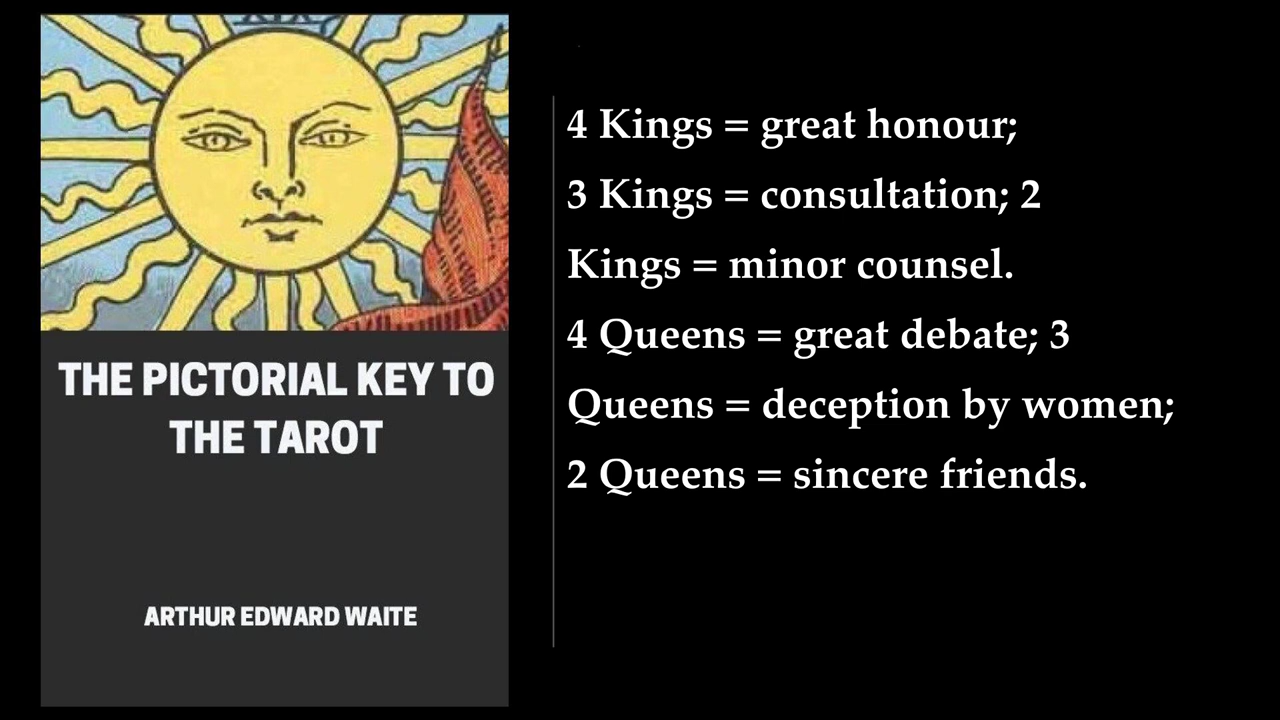 THE PICTORIAL KEY TO
THE TAROT
ARTHUR EDWARD WAITE
4 Kings = great honour;
3 Kings = consultation; 2
Kings = minor counsel.
4 Queens = great debate; 3
Queens = deception by women;
2 Queens = sincere friends.